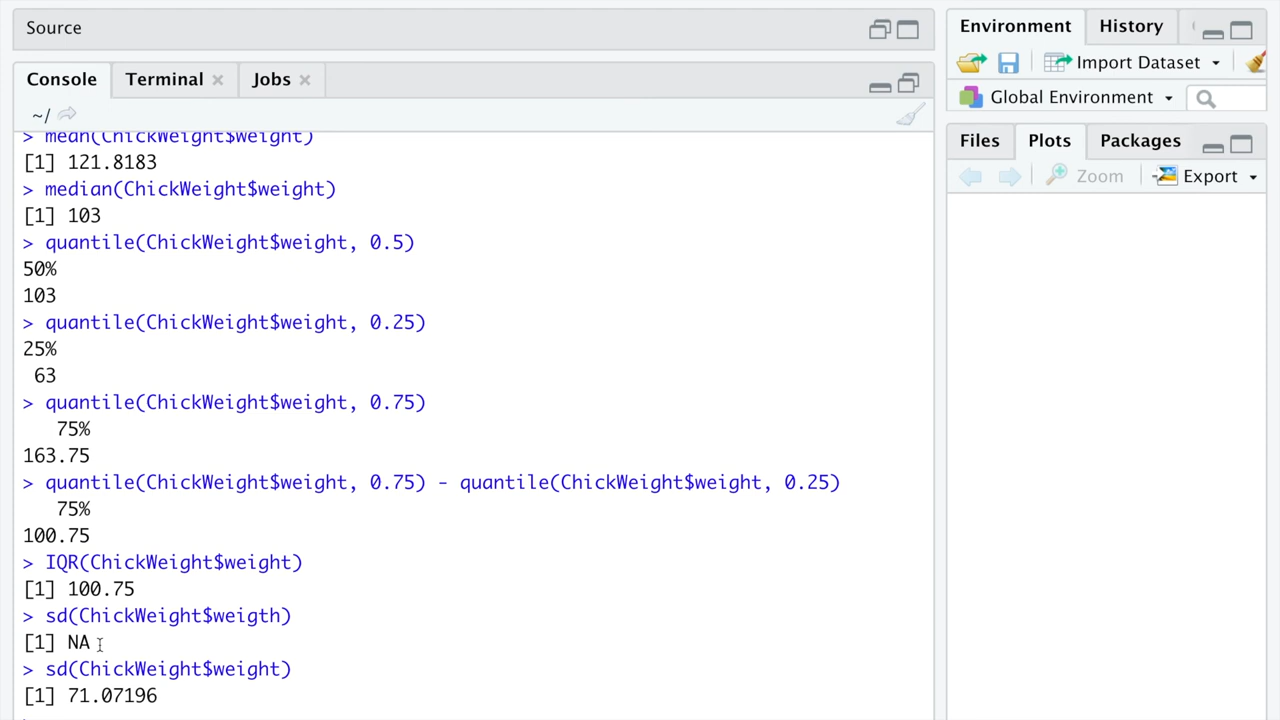 Source
Console Terminal Jobs
~/
> mean(ChickWeight$weight)
[1] 121.8183
> median(ChickWeight$weight)
[1] 103
> quantile(ChickWeight$weight, 0.5)
50%
103
> quantile(ChickWeight$weight, 0.25)
25%
63
> quantile(ChickWeight$weight, 0.75)
75%
163.75
> quantile(ChickWeight$weight, 0.75) - quantile(ChickWeight$weight, 0.25)
75%
100.75
> IQR(ChickWeight$weight)
[1] 100.75
> sd(ChickWeight$weigth)
[1] NA
> sd(ChickWeight$weight)
[1] 71.07196
Environment History
Import Dataset
Global Environment
Files Plots Packages
Zoom Export